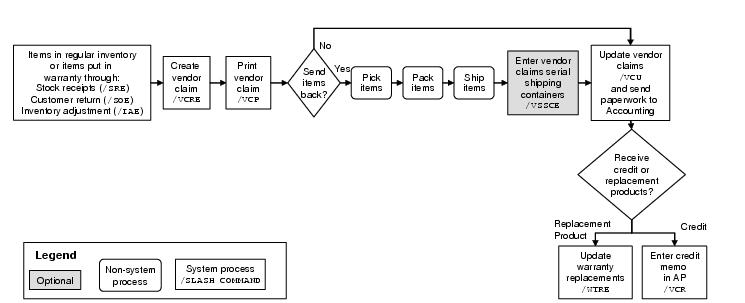 Items in regular inventory
or items put in
warranty through:
Stock receipts (/SRE)
Customer return (/SOE)
Inventory adjustment (/IAE)
Create
vendor
claim
/VCRE
Print
vendor
claim
/VCP
Send
items
back?
No
Yes
Pick
items
Pack
items
Ship
items
Enter vendor
claims serial
shipping
containers
/VSSCE
Update vendor
claims
/VCU
and send
paperwork to
Accounting
Receive
credit or
replacement
products?
Replacement
Product
Credit
Update
warranty
replacements
/WTRE
Enter credit
memo
in AP
/VCR
Legend
Optional
Non-system
process
System process
/SLASH COMMAND